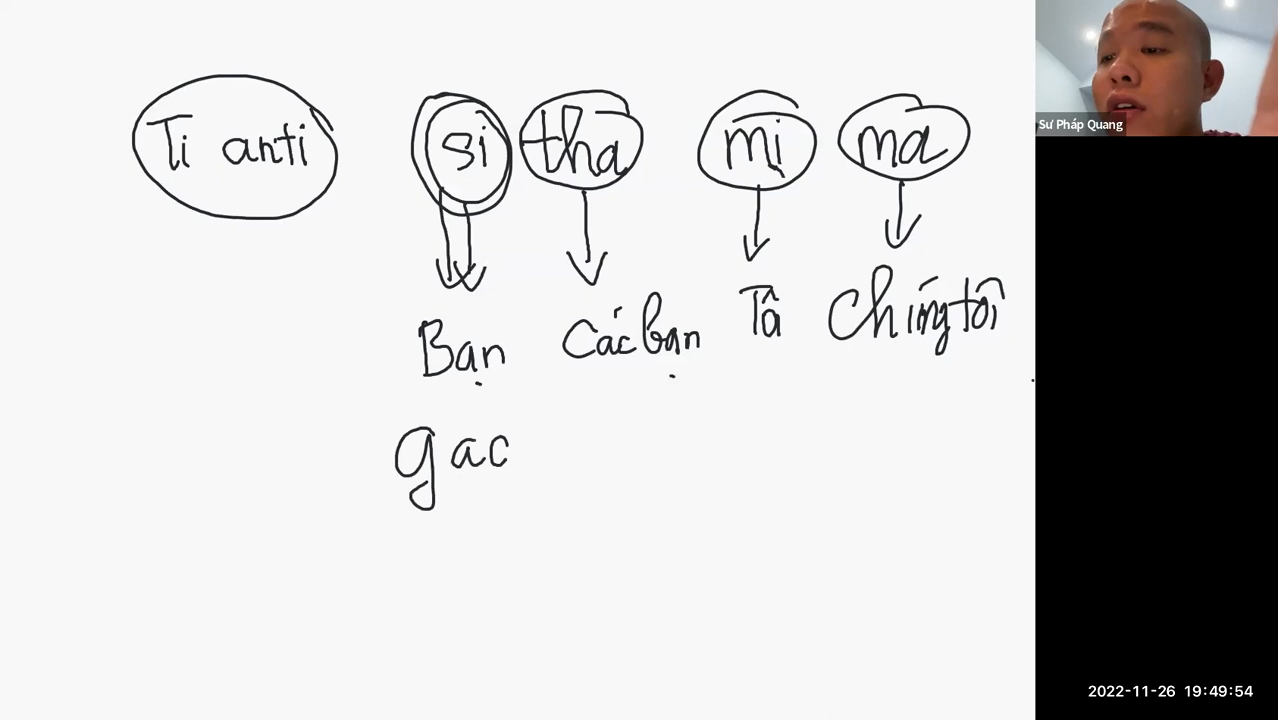 Ti anti si tha mi ma
Bạn Các bạn Ta Chúng tôi
gac
Sư Pháp Quang
2022-11-26 19:49:54